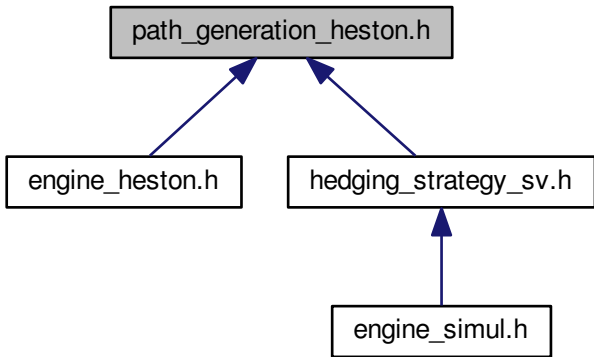 path_generation_heston.h
engine_heston.h
hedging_strategy_sv.h
engine_simul.h